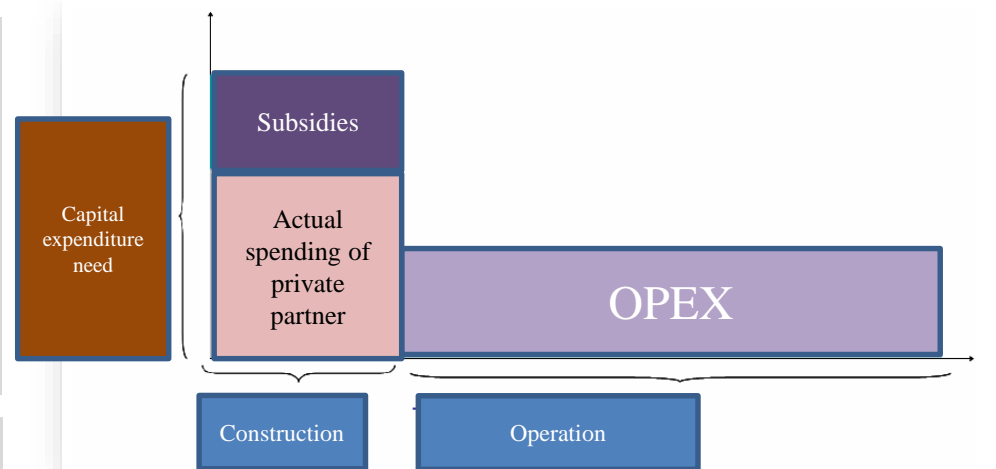 Subsidies
Capital
expenditure
need
Actual
spending of
private
partner
OPEX
Construction
Operation